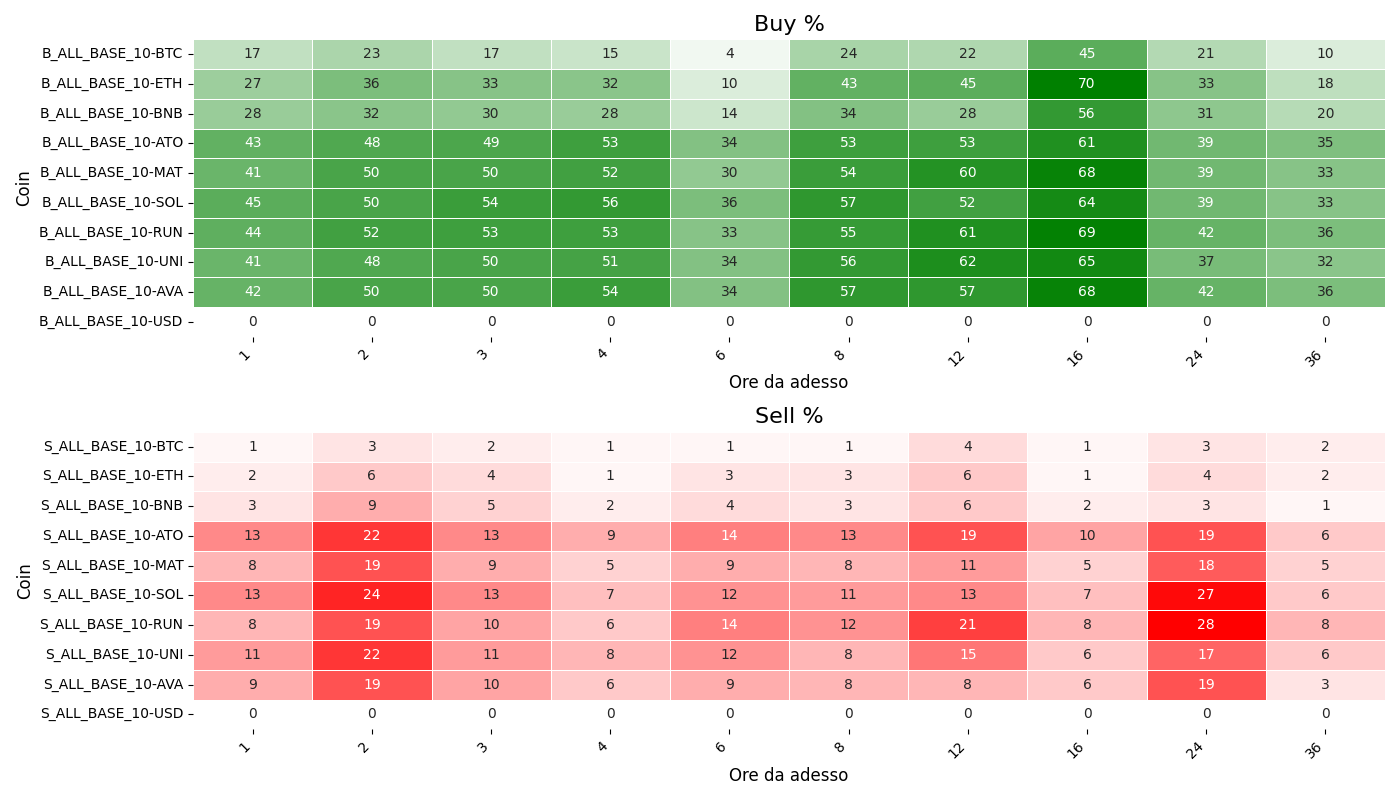 Buy %
Coin
B_ALL_BASE_10-BTC 17 23 17 15 4 24 22 45 21 10
B_ALL_BASE_10-ETH 27 36 33 32 10 43 45 70 33 18
B_ALL_BASE_10-BNB 28 32 30 28 14 34 28 56 31 20
B_ALL_BASE_10-ATO 43 48 49 53 34 53 53 61 39 35
B_ALL_BASE_10-MAT 41 50 50 52 30 54 60 68 39 33
B_ALL_BASE_10-SOL 45 50 54 56 36 57 52 64 39 33
B_ALL_BASE_10-RUN 44 52 53 53 33 55 61 69 42 36
B_ALL_BASE_10-UNI 41 48 50 51 34 56 62 65 37 32
B_ALL_BASE_10-AVA 42 50 50 54 34 57 57 68 42 36
B_ALL_BASE_10-USD 0 0 0 0 0 0 0 0 0 0
1 2 3 4 6 8 12 16 24 36
Ore da adesso
Sell %
Coin
S_ALL_BASE_10-BTC 1 3 2 1 1 1 4 1 3 2
S_ALL_BASE_10-ETH 2 6 4 1 3 3 6 1 4 2
S_ALL_BASE_10-BNB 3 9 5 2 4 3 6 2 3 1
S_ALL_BASE_10-ATO 13 22 13 9 14 13 19 10 19 6
S_ALL_BASE_10-MAT 8 19 9 5 9 8 11 5 18 5
S_ALL_BASE_10-SOL 13 24 13 7 12 11 13 7 27 6
S_ALL_BASE_10-RUN 8 19 10 6 14 12 21 8 28 8
S_ALL_BASE_10-UNI 11 22 11 8 12 8 15 6 17 6
S_ALL_BASE_10-AVA 9 19 10 6 9 8 8 6 19 3
S_ALL_BASE_10-USD 0 0 0 0 0 0 0 0 0 0
1 2 3 4 6 8 12 16 24 36
Ore da adesso